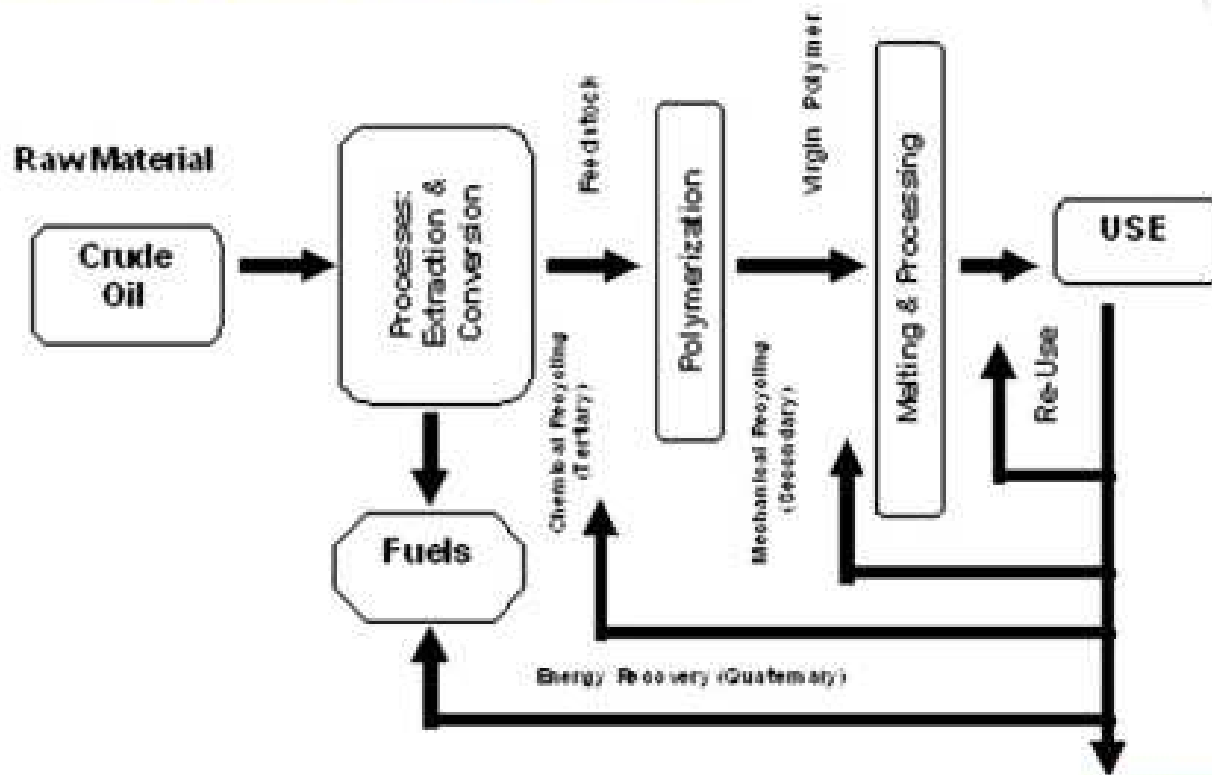 Raw Material
Crude
Oil
Processes:
Extraction &
Conversion
Feedstock
Polymerization
Virgin Polymer
Melting & Processing
USE
Chemical Recycling
(Tertiary)
Mechanical Recycling
(Secondary)
Re-Use
Fuels
Energy Recovery (Quaternary)